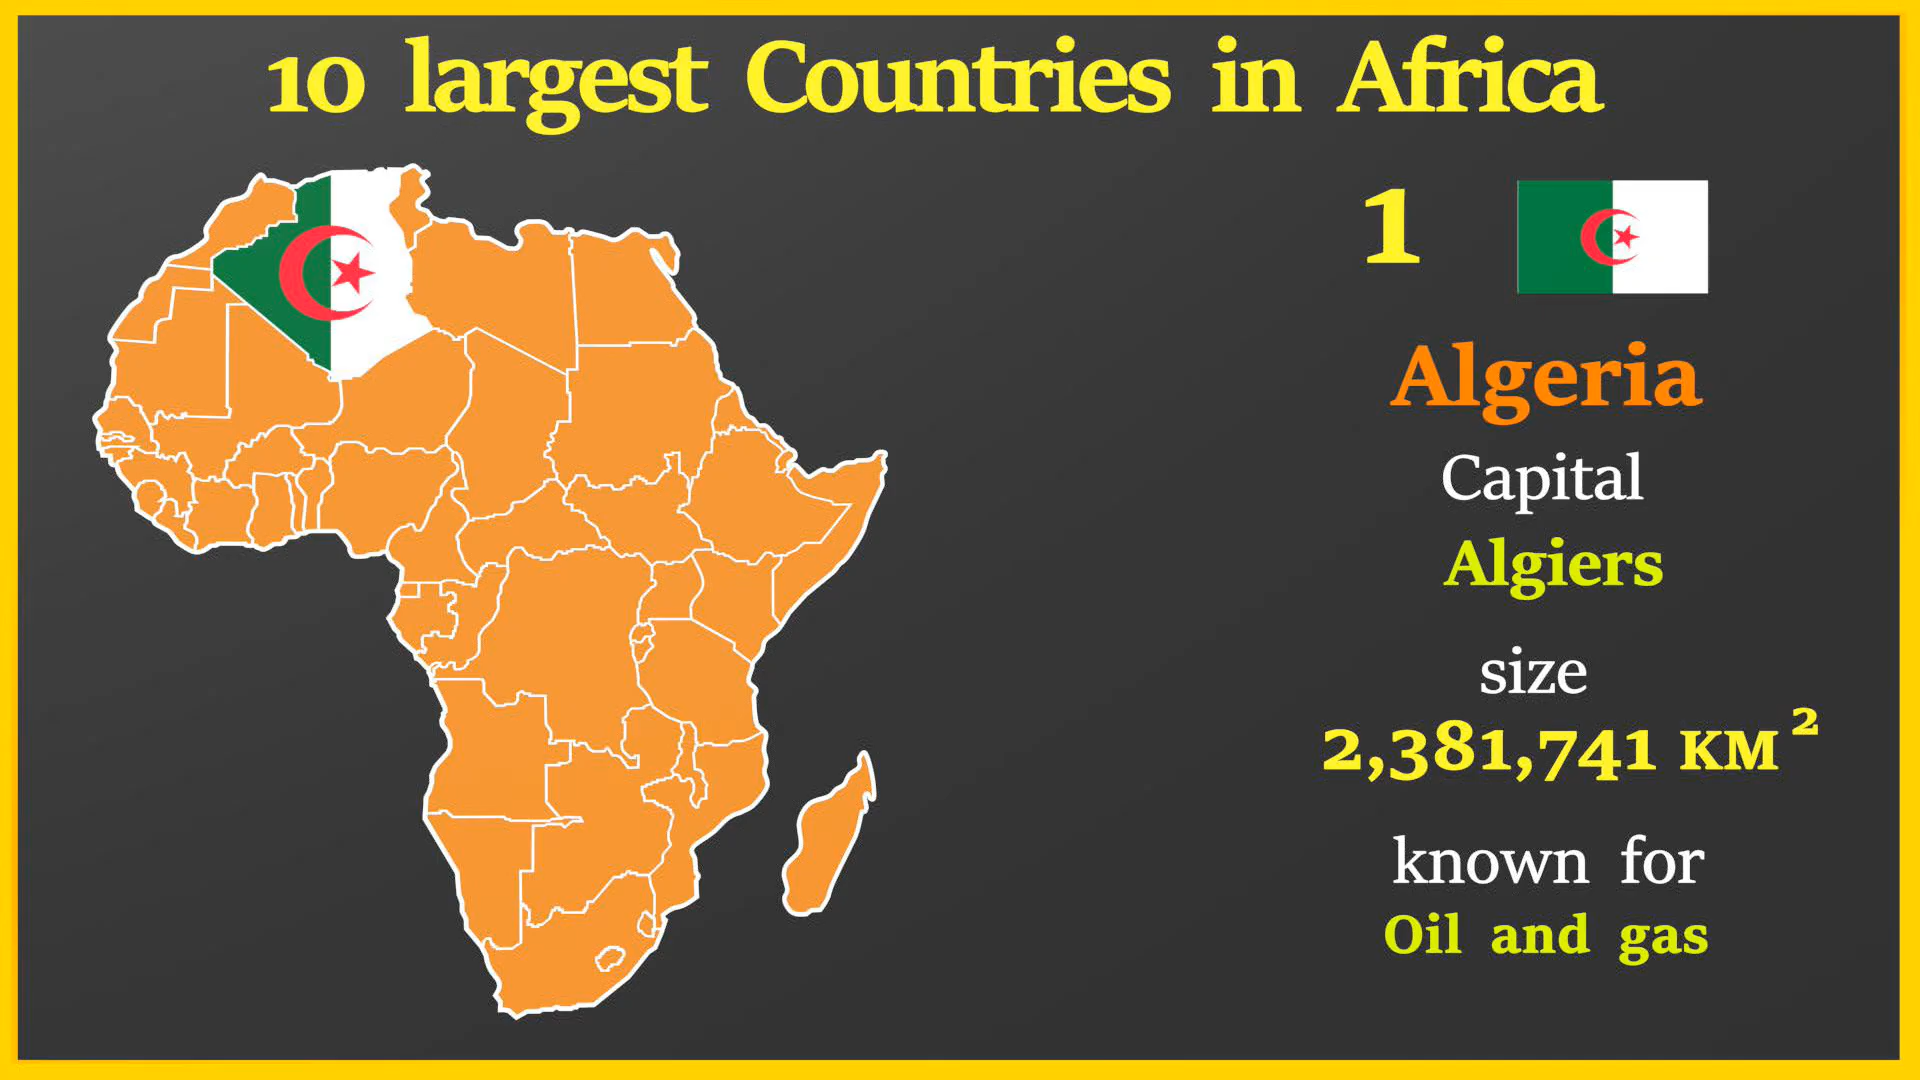 10 largest Countries in Africa
1
Algeria
Capital
Algiers
size
2,381,741 KM²
known for
Oil and gas